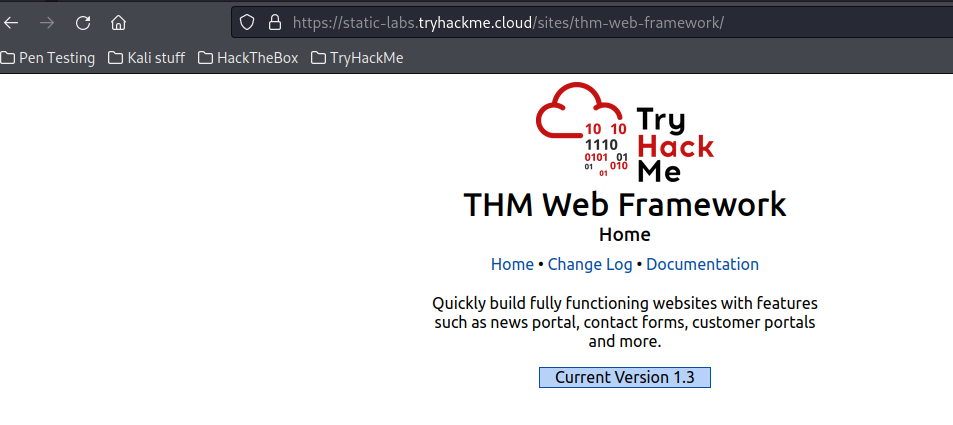 https://static-labs.tryhackme.cloud/sites/thm-web-framework/
Pen Testing Kali stuff HackTheBox TryHackMe
10 10
1110
0101 01
01 010
01
Try
Hack
Me
THM Web Framework
Home
Home • Change Log • Documentation
Quickly build fully functioning websites with features
such as news portal, contact forms, customer portals
and more.
Current Version 1.3